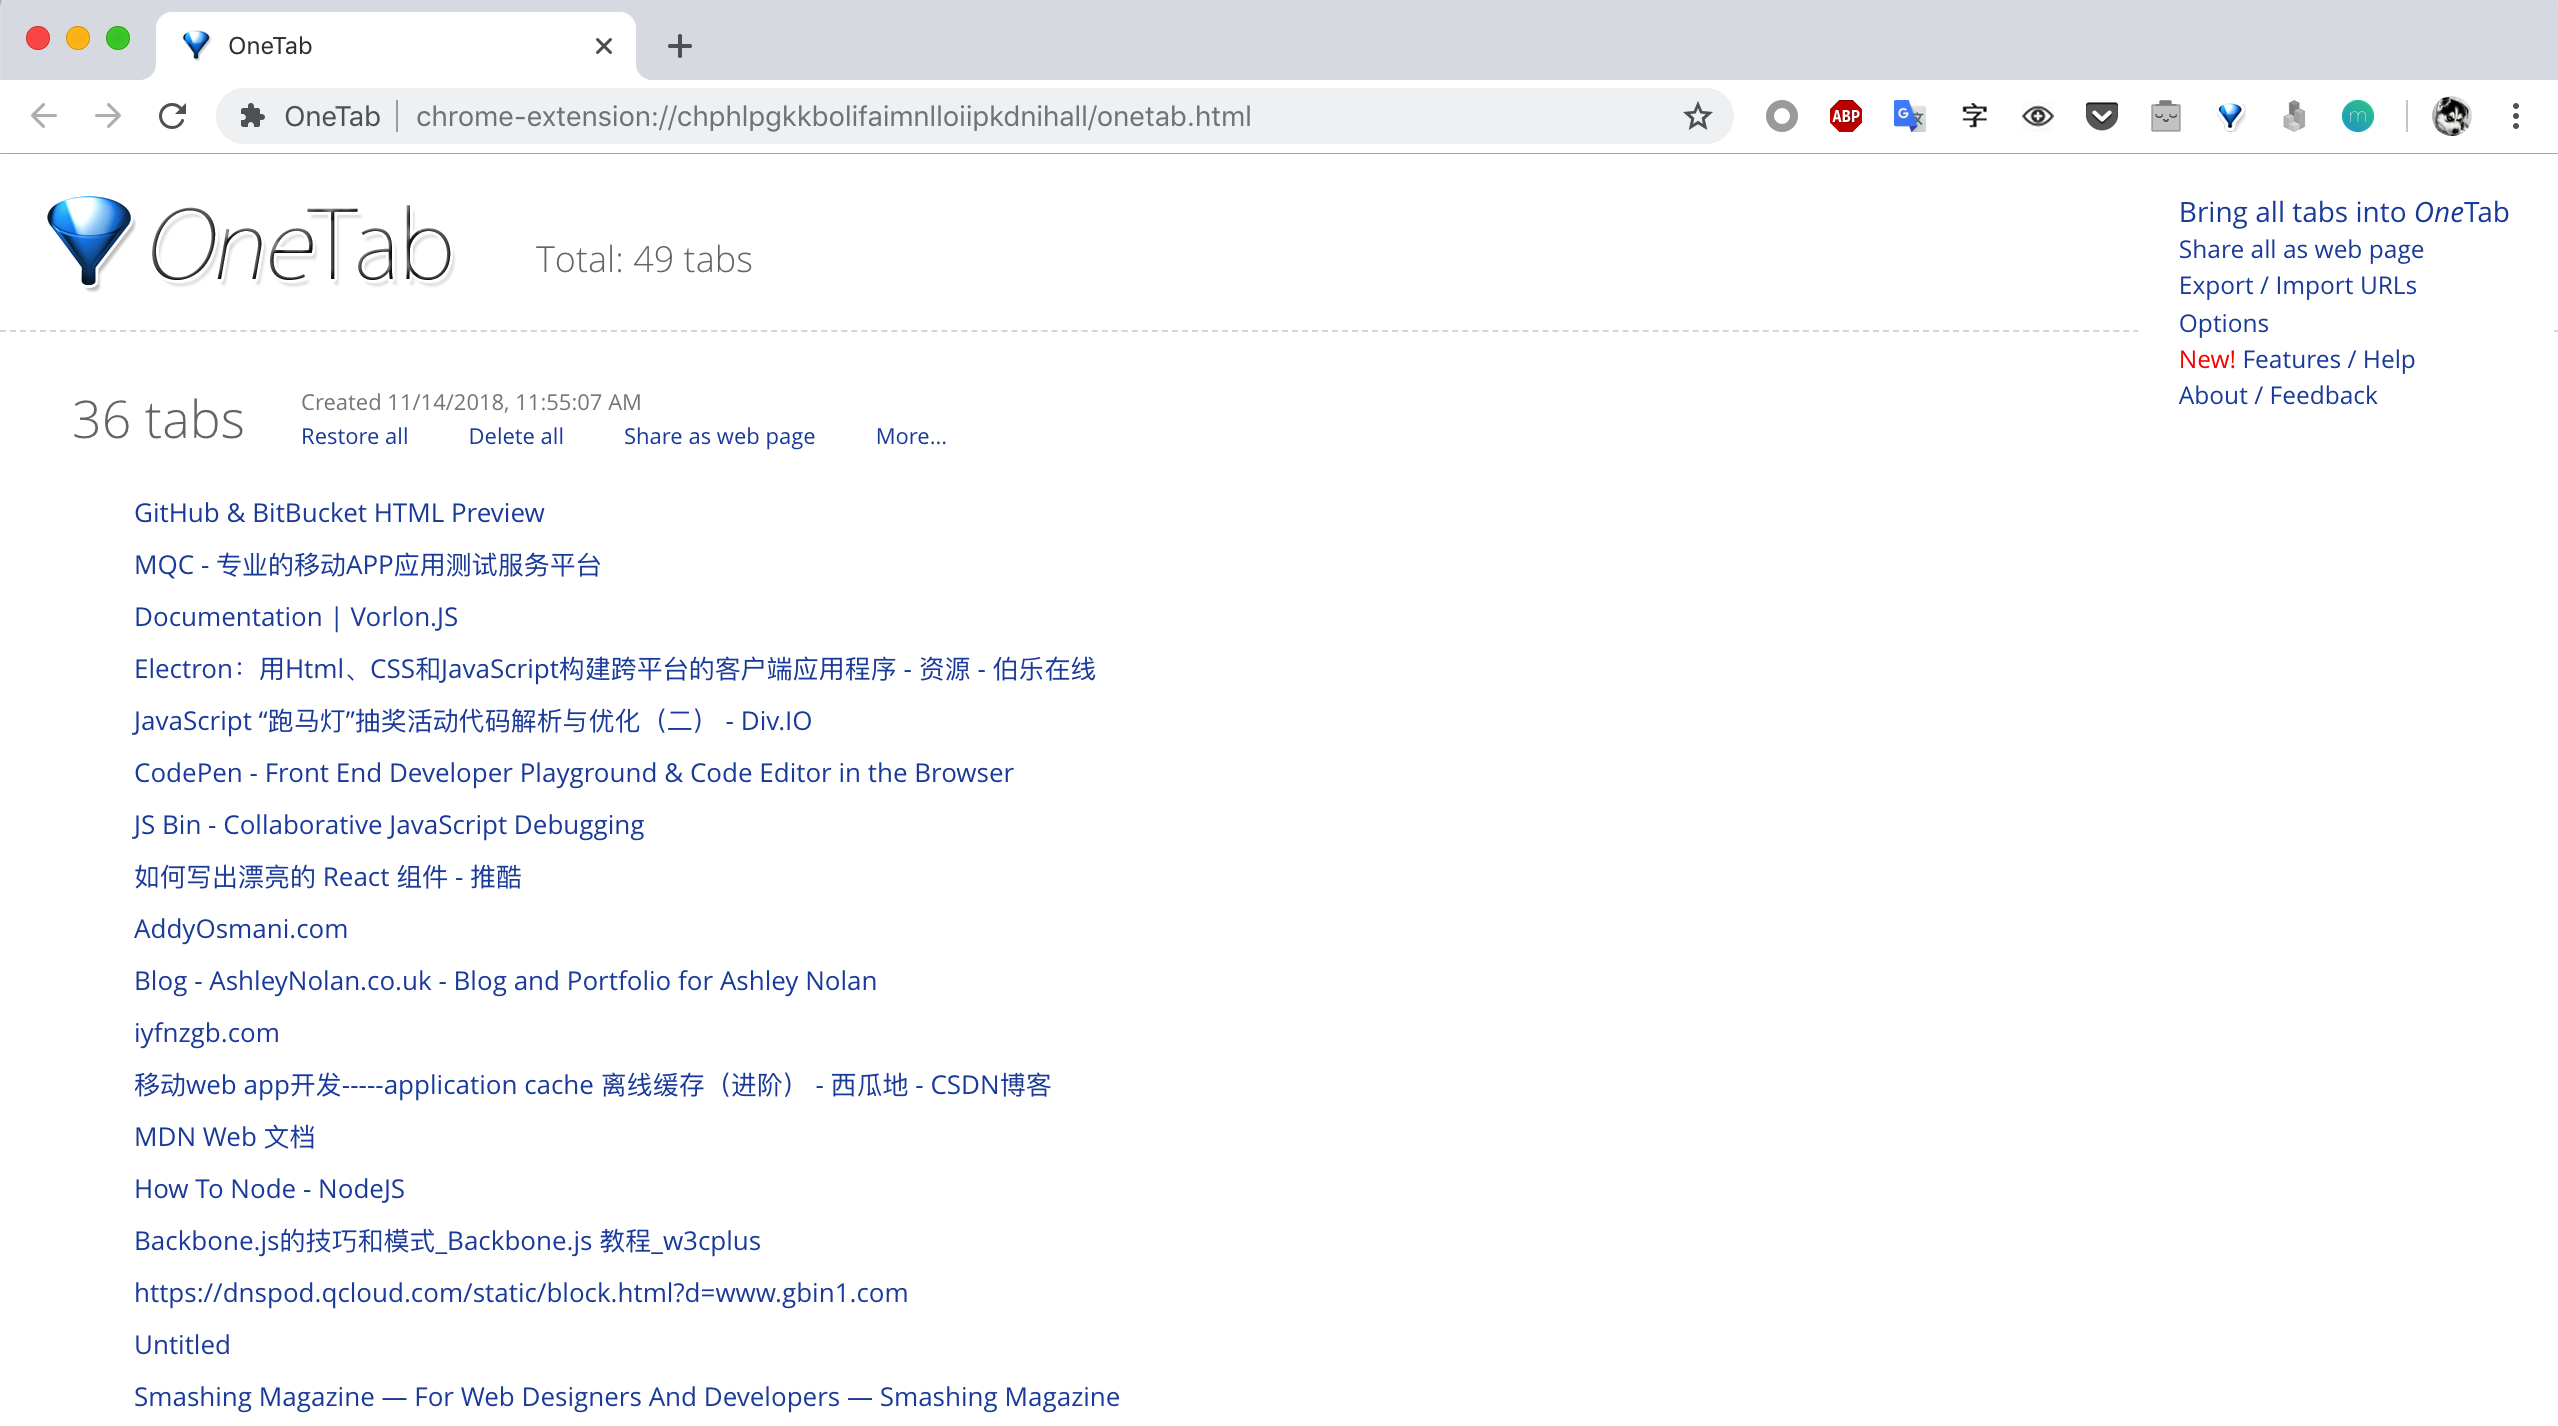 OneTab
OneTab | chrome-extension://chphlpgkkbolifaimnlloiipkdnihall/onetab.html
ABP
字
m
OneTab
Total: 49 tabs
Bring all tabs into OneTab
Share all as web page
Export / Import URLs
Options
New! Features / Help
About / Feedback
36 tabs
Created 11/14/2018, 11:55:07 AM
Restore all Delete all Share as web page More...
GitHub & BitBucket HTML Preview
MQC - 专业的移动APP应用测试服务平台
Documentation | Vorlon.JS
Electron：用Html、CSS和JavaScript构建跨平台的客户端应用程序 - 资源 - 伯乐在线
JavaScript “跑马灯”抽奖活动代码解析与优化（二） - Div.IO
CodePen - Front End Developer Playground & Code Editor in the Browser
JS Bin - Collaborative JavaScript Debugging
如何写出漂亮的 React 组件 - 推酷
AddyOsmani.com
Blog - AshleyNolan.co.uk - Blog and Portfolio for Ashley Nolan
iyfnzgb.com
移动web app开发-----application cache 离线缓存（进阶） - 西瓜地 - CSDN博客
MDN Web 文档
How To Node - NodeJS
Backbone.js的技巧和模式_Backbone.js 教程_w3cplus
https://dnspod.qcloud.com/static/block.html?d=www.gbin1.com
Untitled
Smashing Magazine — For Web Designers And Developers — Smashing Magazine